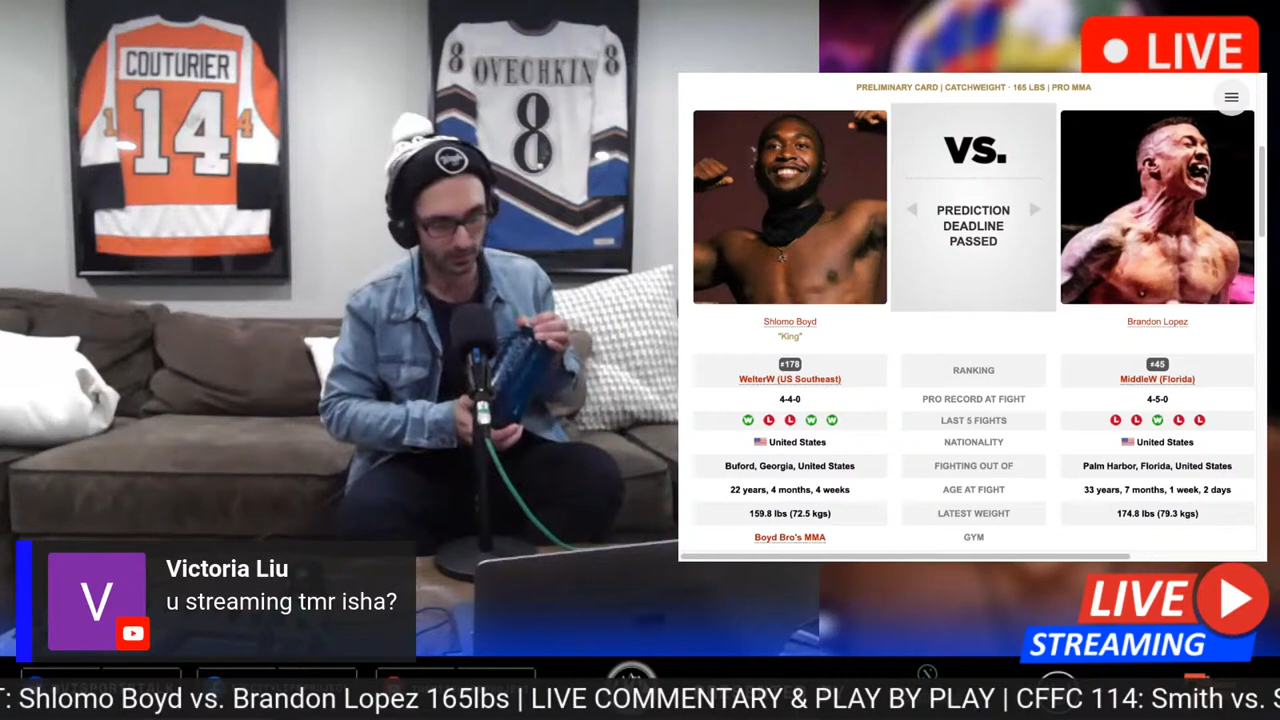 COUTURIER
14
14
OVECHKIN
8
8
8
LIVE
PRELIMINARY CARD | CATCHWEIGHT · 165 LBS | PRO MMA
VS.
PREDICTION
DEADLINE
PASSED
Shlomo Boyd
"King"
Brandon Lopez
#178
WelterW (US Southeast)
RANKING
#45
MiddleW (Florida)
4-4-0
PRO RECORD AT FIGHT
4-5-0
W L L W W
LAST 5 FIGHTS
L L W L L
United States
NATIONALITY
United States
Buford, Georgia, United States
FIGHTING OUT OF
Palm Harbor, Florida, United States
22 years, 4 months, 4 weeks
AGE AT FIGHT
33 years, 7 months, 1 week, 2 days
159.8 lbs (72.5 kgs)
LATEST WEIGHT
174.8 lbs (79.3 kgs)
Boyd Bro's MMA
GYM
V
Victoria Liu
u streaming tmr isha?
LIVE
STREAMING
T: Shlomo Boyd vs. Brandon Lopez 165lbs | LIVE COMMENTARY & PLAY BY PLAY | CFFC 114: Smith vs. S